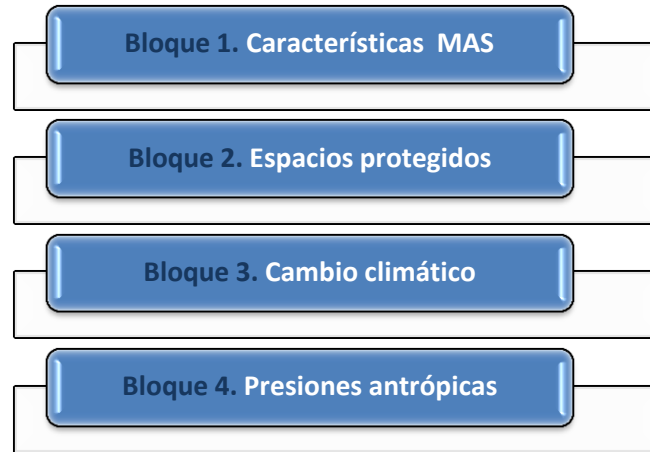 Bloque 1. Características MAS
Bloque 2. Espacios protegidos
Bloque 3. Cambio climático
Bloque 4. Presiones antrópicas